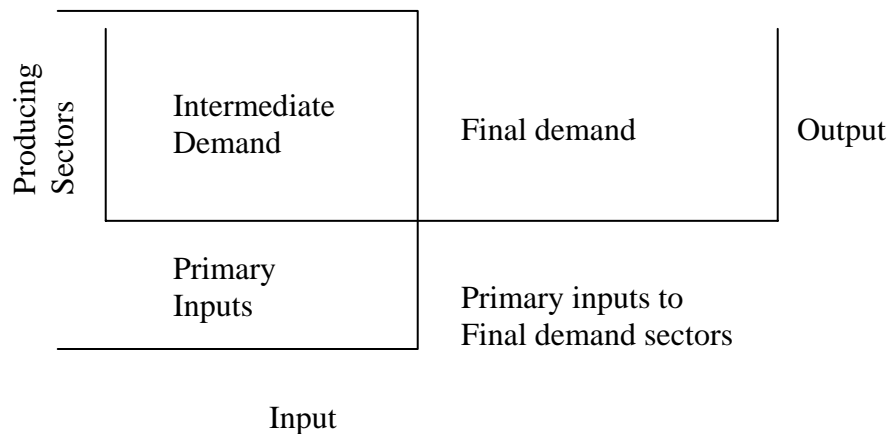 Producing
Sectors
Intermediate
Demand
Final demand
Output
Primary
Inputs
Primary inputs to
Final demand sectors
Input